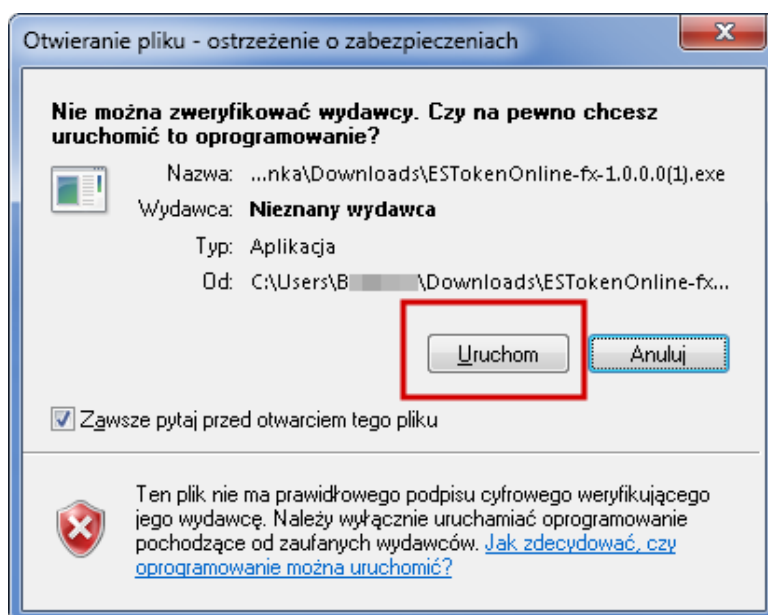 Otwieranie pliku - ostrzeżenie o zabezpieczeniach
Nie można zweryfikować wydawcy. Czy na pewno chcesz
uruchomić to oprogramowanie?
Nazwa: ...nka\Downloads\ESTokenOnline-fx-1.0.0.0(1).exe
Wydawca: Nieznany wydawca
Typ: Aplikacja
Od: C:\Users\B \Downloads\ESTokenOnline-fx...
Uruchom Anuluj
Zawsze pytaj przed otwarciem tego pliku
Ten plik nie ma prawidłowego podpisu cyfrowego weryfikującego
jego wydawcę. Należy wyłącznie uruchamiać oprogramowanie
pochodzące od zaufanych wydawców. Jak zdecydować, czy
oprogramowanie można uruchomić?